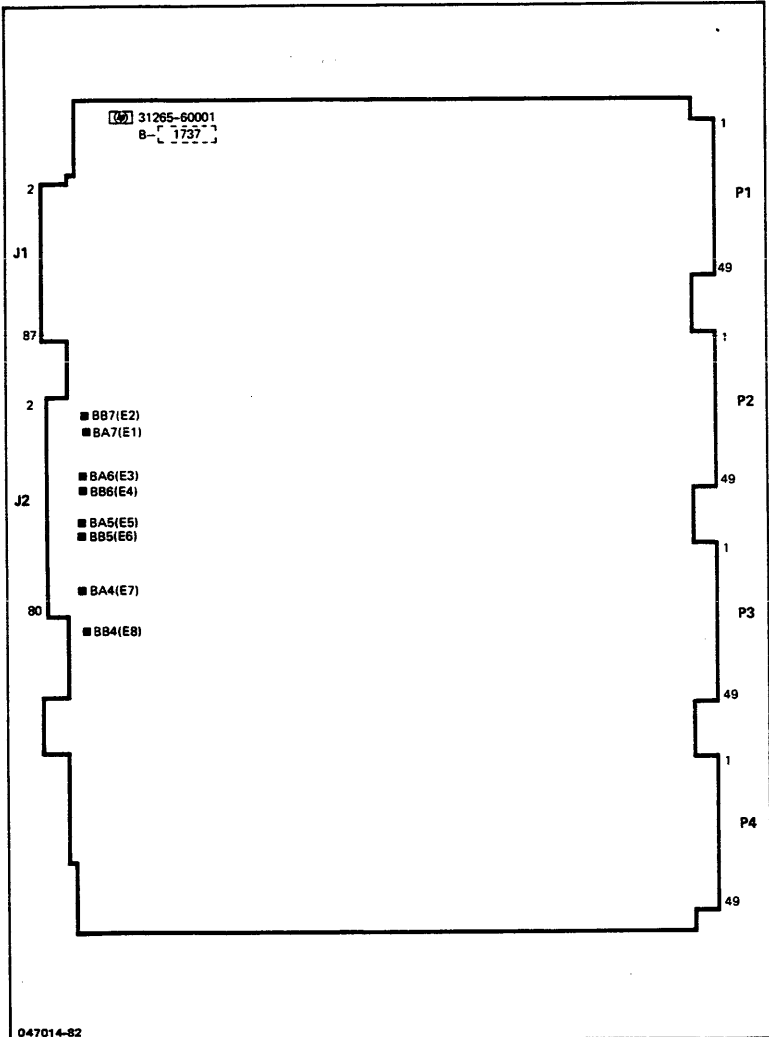 hp 31265-60001
B- 1737
1
2
P1
J1
49
87
1
2
P2
BB7(E2)
BA7(E1)
BA6(E3)
49
BB6(E4)
J2
BA5(E5)
BB5(E6)
1
BA4(E7)
80
P3
BB4(E8)
49
1
P4
49
047014-82